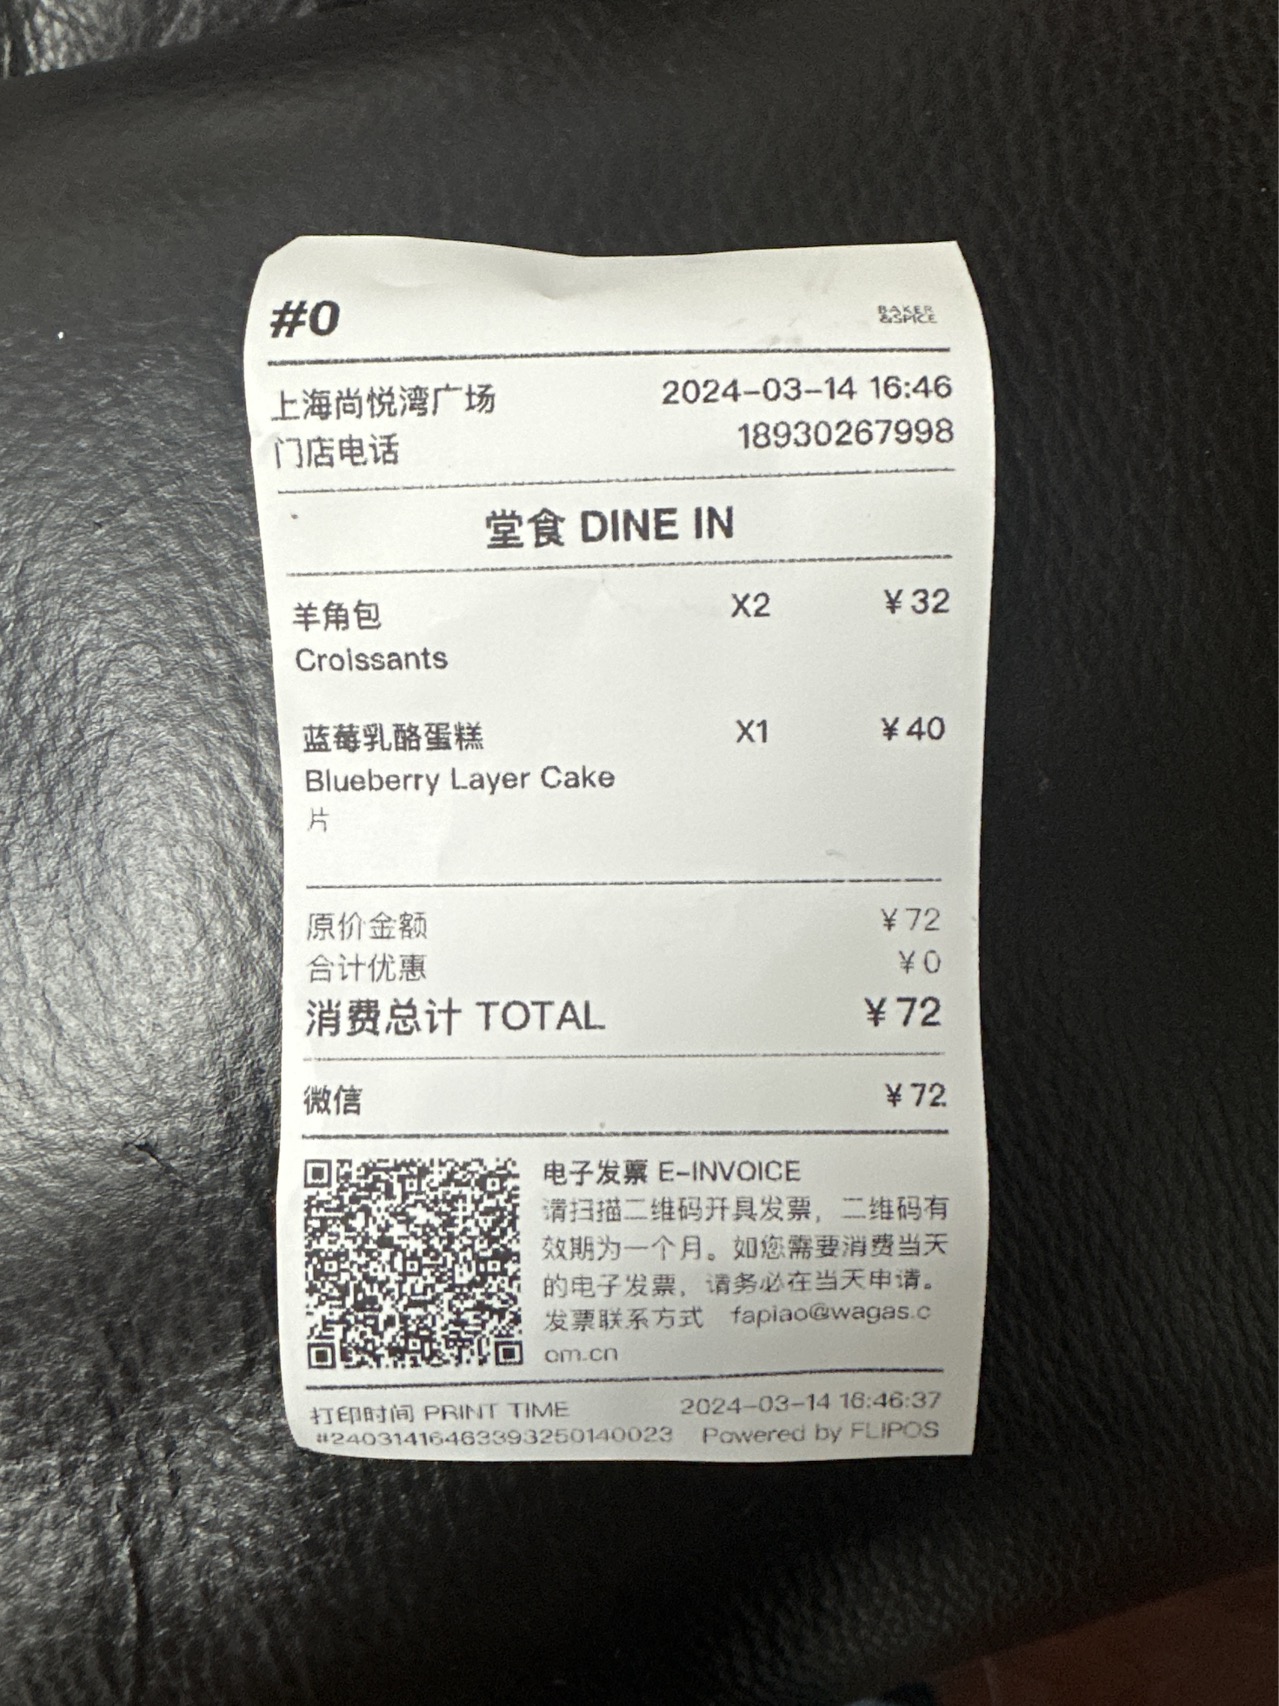 #0
BAKER
&SPICE
上海尚悦湾广场 2024-03-14 16:46
门店电话 18930267998
堂食 DINE IN
羊角包 X2 ¥32
Croissants
蓝莓乳酪蛋糕 X1 ¥40
Blueberry Layer Cake
片
原价金额 ¥72
合计优惠 ¥0
消费总计 TOTAL ¥72
微信 ¥72
电子发票 E-INVOICE
请扫描二维码开具发票，二维码有
效期为一个月。如您需要消费当天
的电子发票，请务必在当天申请。
发票联系方式 fapiao@wagas.c
om.cn
打印时间 PRINT TIME 2024-03-14 16:46:37
#2403141646339325014​0023 Powered by FLIPOS